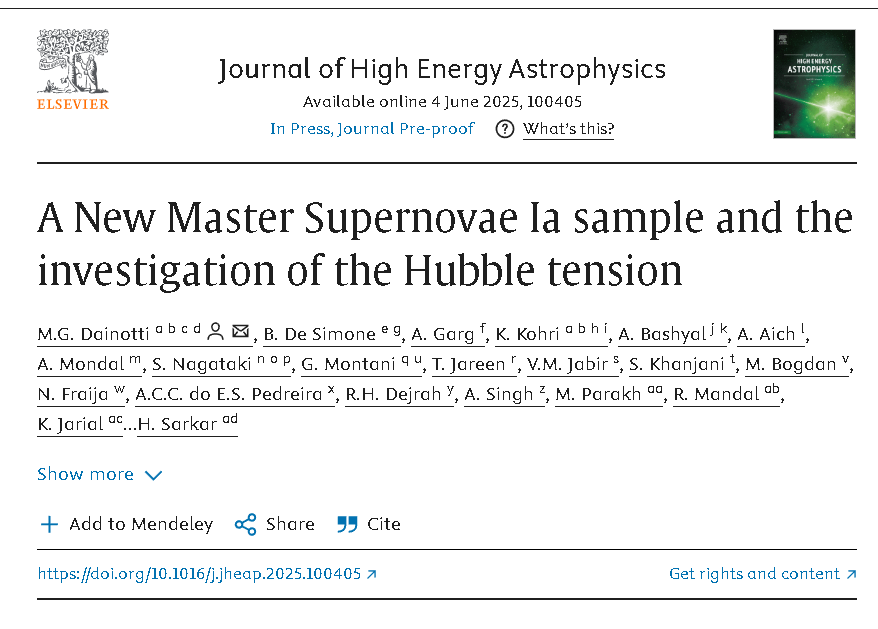 ELSEVIER
Journal of High Energy Astrophysics
Available online 4 June 2025, 100405
In Press, Journal Pre-proof ? What's this?
JOURNAL OF
HIGH ENERGY
ASTROPHYSICS
A New Master Supernovae Ia sample and the
investigation of the Hubble tension
M.G. Dainotti a b c d, B. De Simone e g, A. Garg f, K. Kohri a b h i, A. Bashyal j k, A. Aich l,
A. Mondal m, S. Nagataki n o p, G. Montani q u, T. Jareen r, V.M. Jabir s, S. Khanjani t, M. Bogdan v,
N. Fraija w, A.C.C. do E.S. Pedreira x, R.H. Dejrah y, A. Singh z, M. Parakh aa, R. Mandal ab,
K. Jarial ac...H. Sarkar ad
Show more
Add to Mendeley Share Cite
https://doi.org/10.1016/j.jheap.2025.100405
Get rights and content